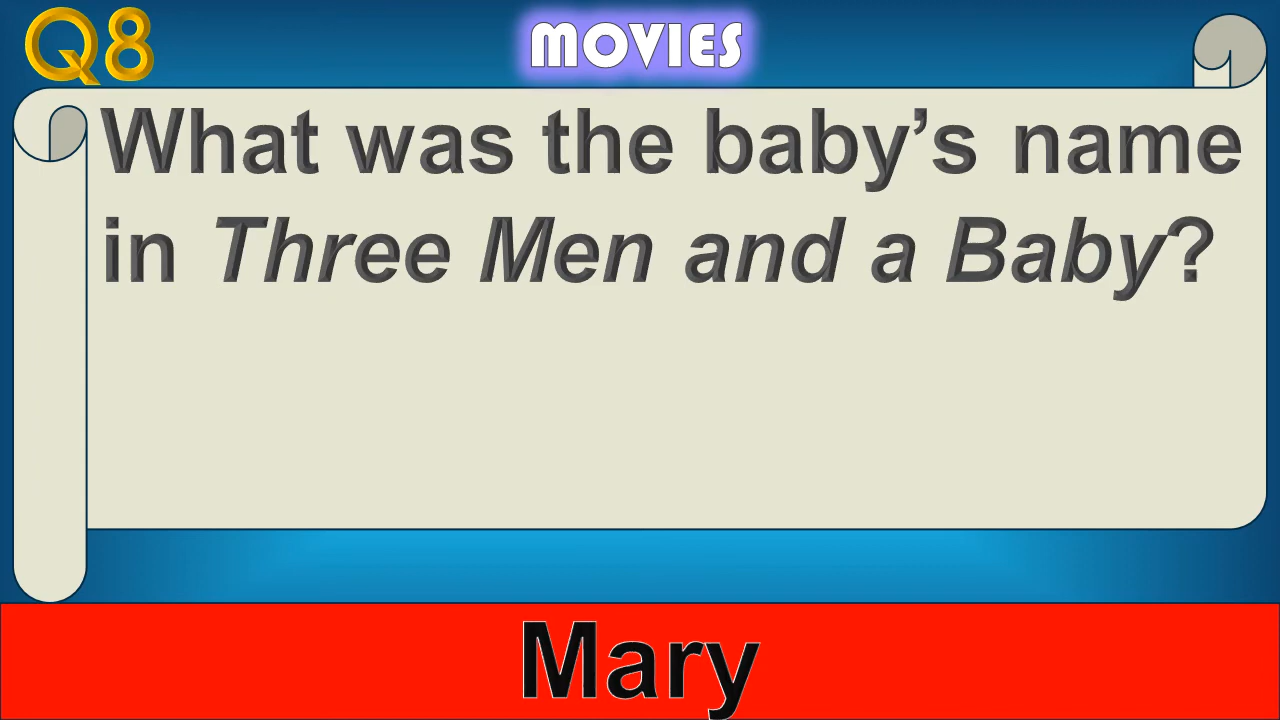 Q8
MOVIES
What was the baby’s name
in Three Men and a Baby?
Mary